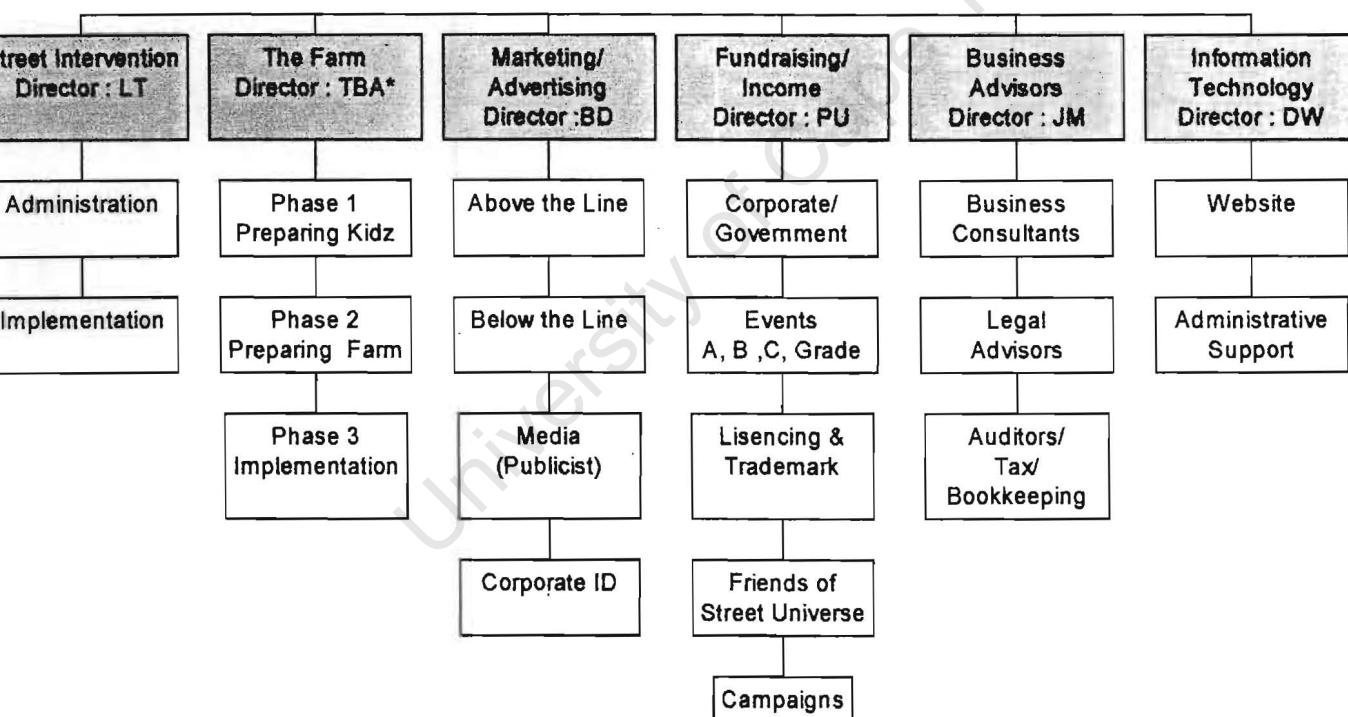 treet Intervention
Director : LT
The Farm
Director : TBA*
Marketing/
Advertising
Director :BD
Fundraising/
Income
Director : PU
Business
Advisors
Director : JM
Information
Technology
Director : DW
Administration
Phase 1
Preparing Kidz
Above the Line
Corporate/
Government
Business
Consultants
Website
Implementation
Phase 2
Preparing Farm
Below the Line
Events
A, B ,C, Grade
Legal
Advisors
Administrative
Support
Phase 3
Implementation
Media
(Publicist)
Lisencing &
Trademark
Auditors/
Tax/
Bookkeeping
Corporate ID
Friends of
Street Universe
Campaigns
University of Cape